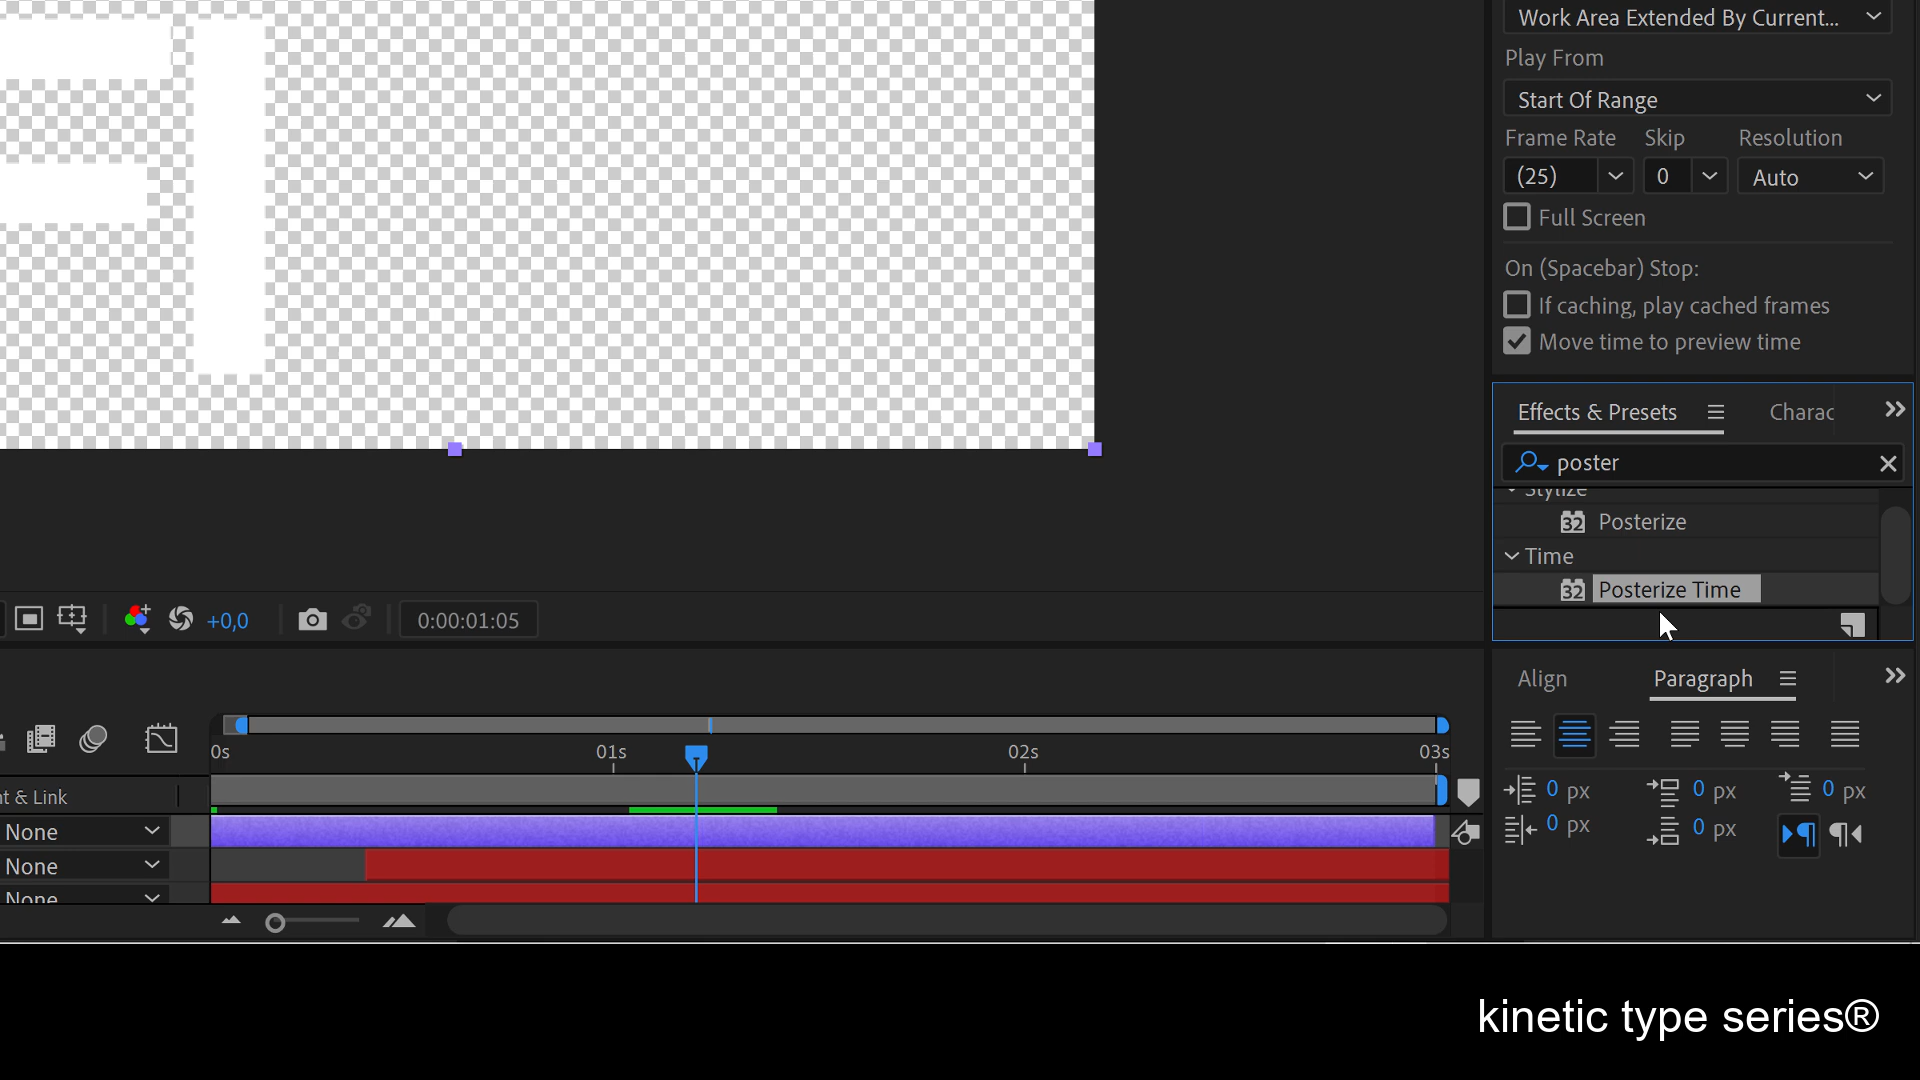 Work Area Extended By Current...
Play From
Start Of Range
Frame Rate Skip Resolution
(25) 0 Auto
Full Screen
On (Spacebar) Stop:
If caching, play cached frames
Move time to preview time
Effects & Presets Charac
poster
Stylize
32 Posterize
Time
32 Posterize Time
+0,0 0:00:01:05
Align Paragraph
0s 01s 02s 03s
0 px 0 px 0 px
0 px 0 px
t & Link
None
None
None
kinetic type series®